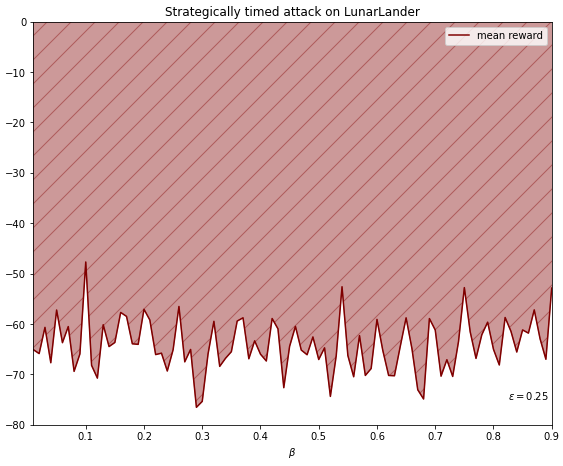 Strategically timed attack on LunarLander
mean reward
0
−10
−20
−30
−40
−50
−60
−70
−80
ε = 0.25
0.1 0.2 0.3 0.4 0.5 0.6 0.7 0.8 0.9
β